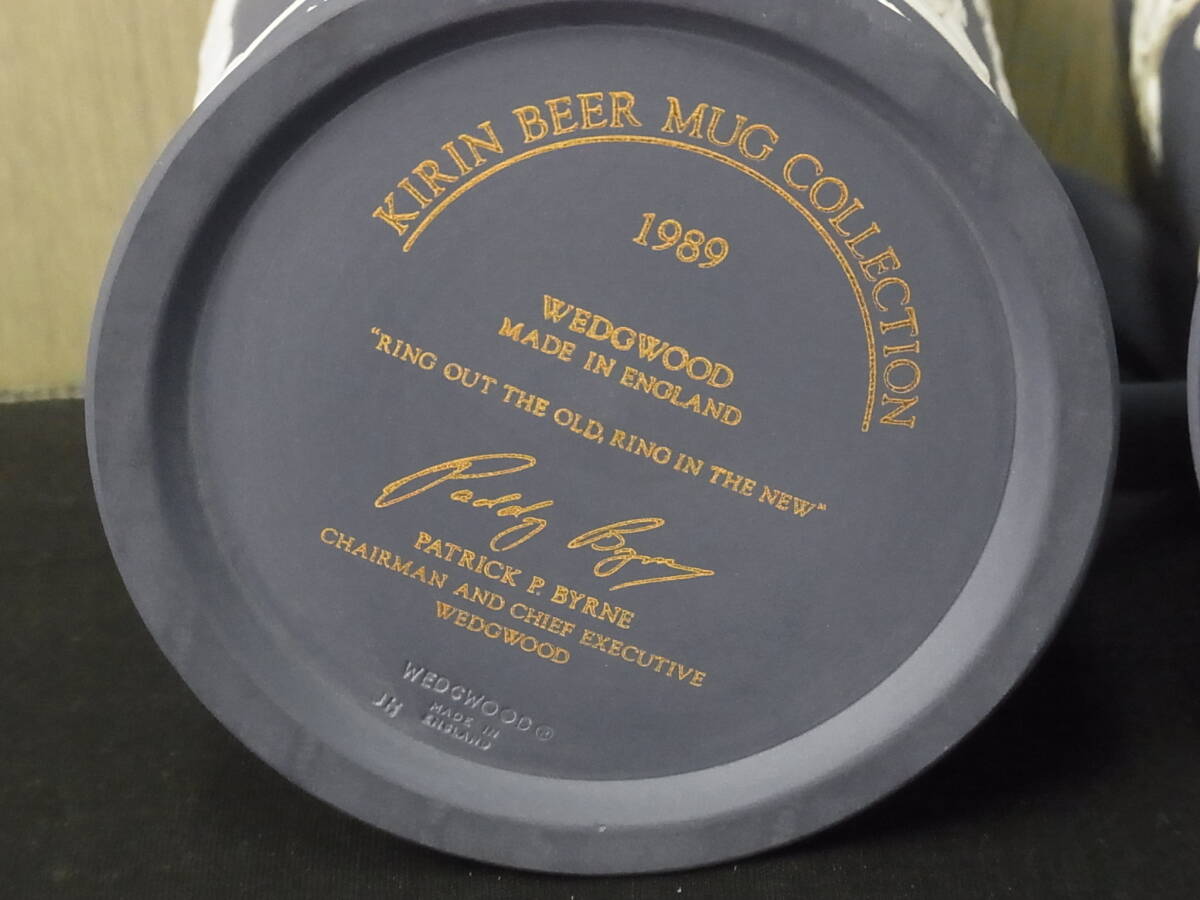 KIRIN BEER MUG COLLECTION
1989
WEDGWOOD
MADE IN ENGLAND
"RING OUT THE OLD, RING IN THE NEW"
Paddy Byrne
PATRICK P. BYRNE
CHAIRMAN AND CHIEF EXECUTIVE
WEDGWOOD
WEDGWOOD®
MADE IN
ENGLAND
JH